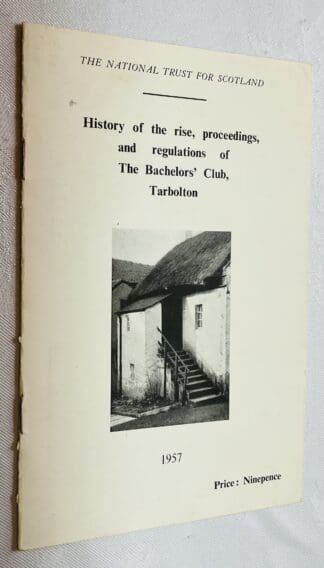 THE NATIONAL TRUST FOR SCOTLAND
History of the rise, proceedings,
and regulations of
The Bachelors' Club,
Tarbolton
1957
Price: Ninepence